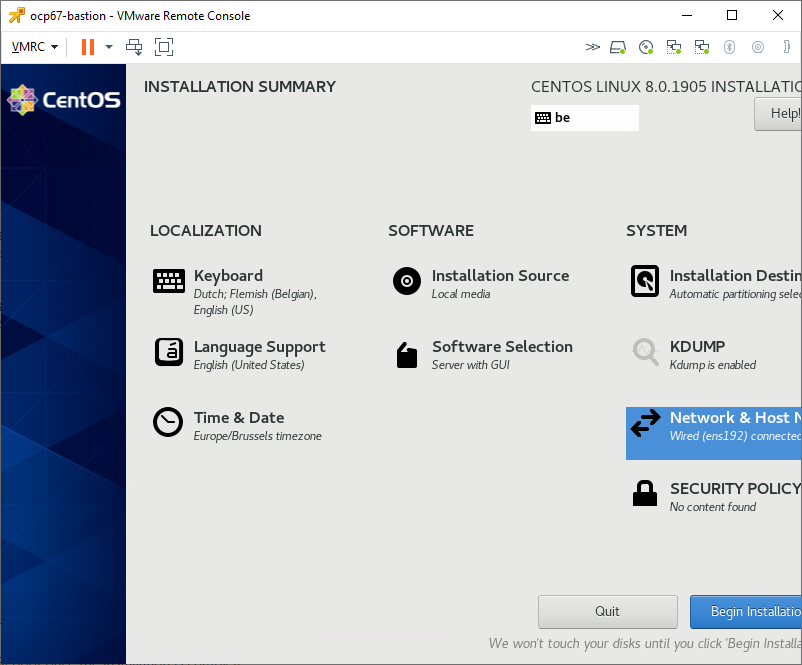 ocp67-bastion - VMware Remote Console
VMRC
CentOS
INSTALLATION SUMMARY
CENTOS LINUX 8.0.1905 INSTALLATIO
be
Help!
LOCALIZATION
SOFTWARE
SYSTEM
Keyboard
Dutch; Flemish (Belgian),
English (US)
Installation Source
Local media
Installation Destin
Automatic partitioning selec
Language Support
English (United States)
Software Selection
Server with GUI
KDUMP
Kdump is enabled
Time & Date
Europe/Brussels timezone
Network & Host N
Wired (ens192) connected
SECURITY POLICY
No content found
Quit
Begin Installatio
We won't touch your disks until you click 'Begin Installa